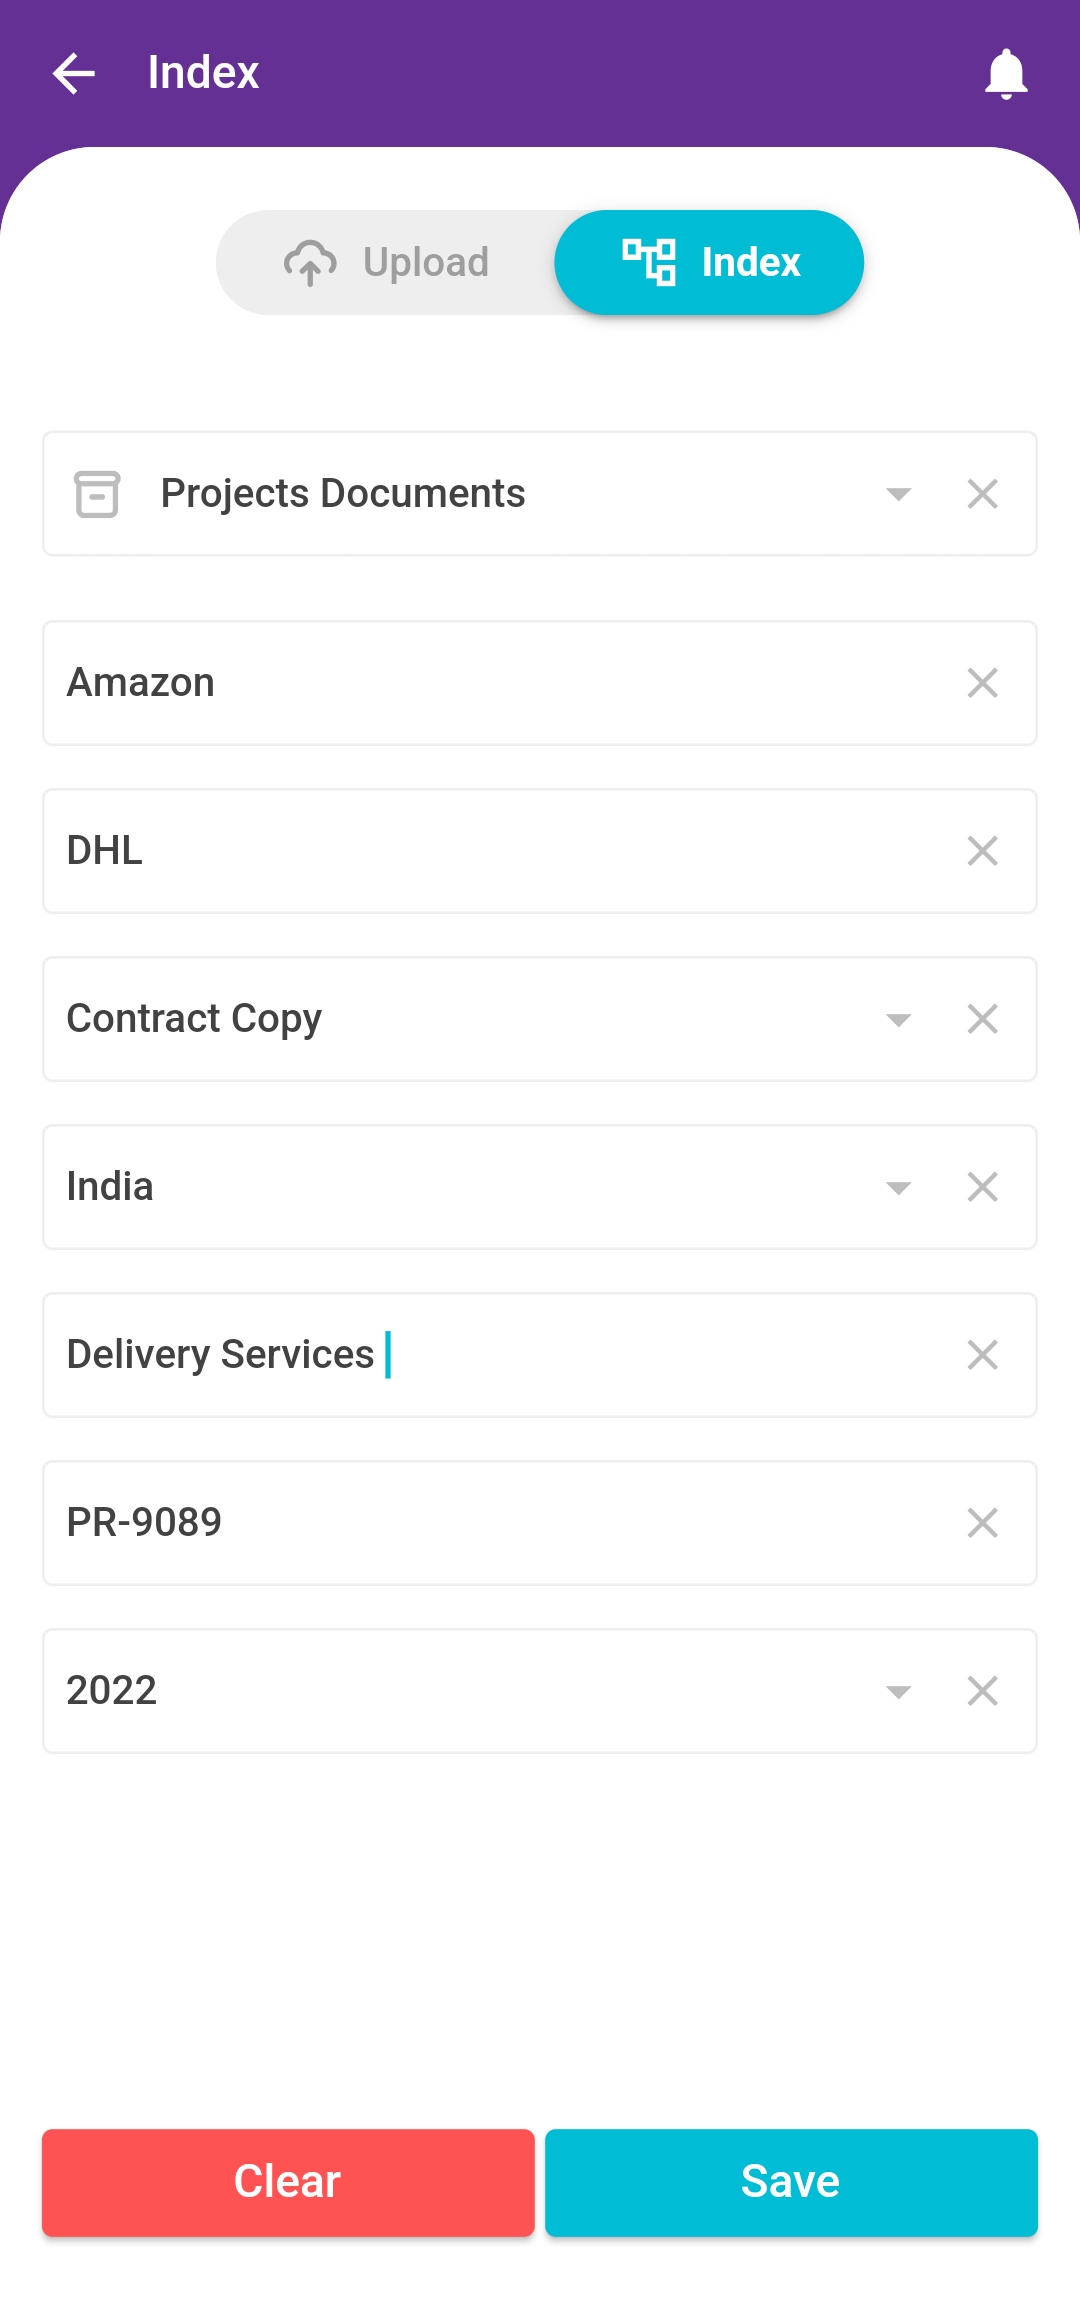 Index
Upload
Index
Projects Documents
Amazon
DHL
Contract Copy
India
Delivery Services
PR-9089
2022
Clear
Save